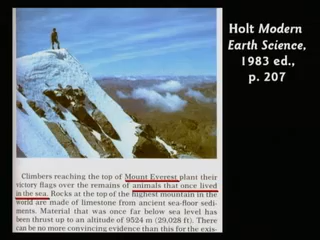 Holt Modern
Earth Science,
1983 ed.,
p. 207
Climbers reaching the top of Mount Everest plant their
victory flags over the remains of animals that once lived
in the sea. Rocks at the top of the highest mountain in the
world are made of limestone from ancient sea-floor sedi-
ments. Material that was once far below sea level has
been thrust up to an altitude of 9524 m (29,028 ft). There
can be no more convincing evidence than this for the exis-